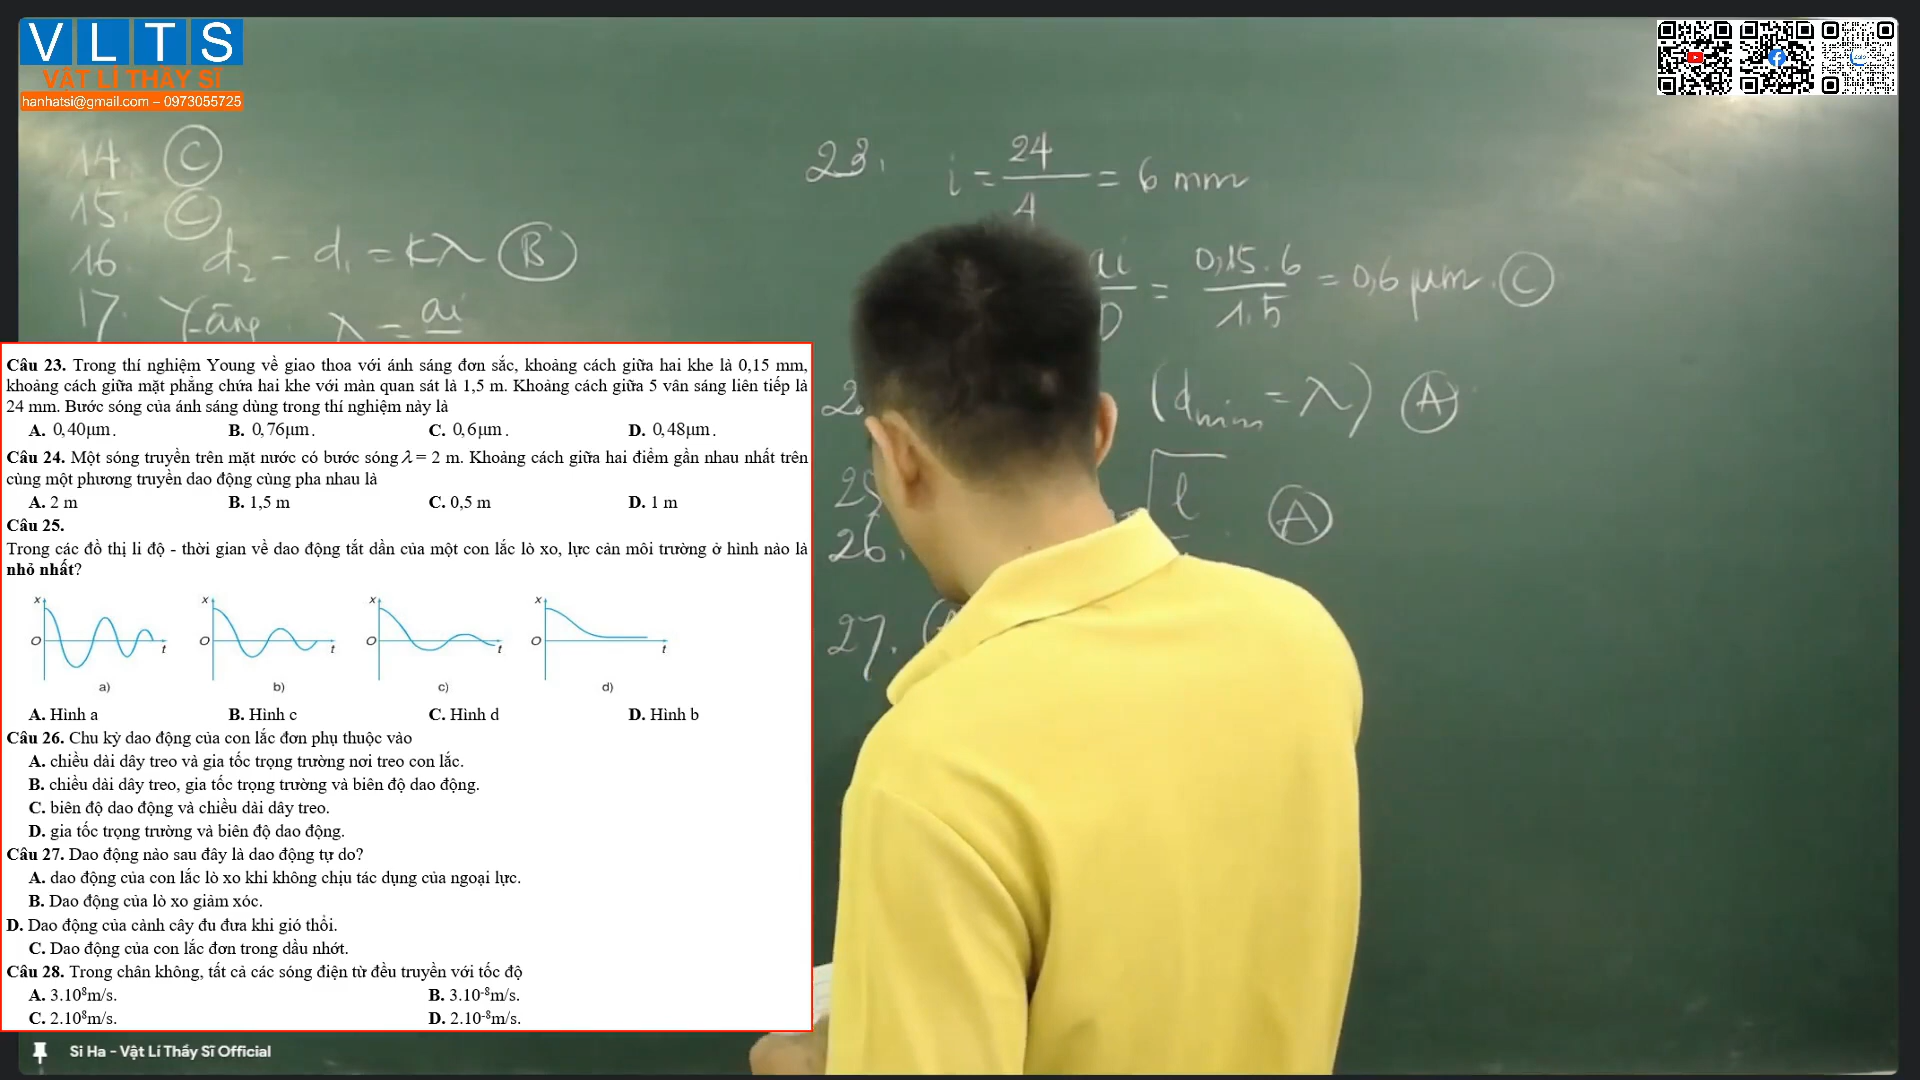 VLTS
VẬT LÍ THẦY SĨ
hanhatsi@gmail.com – 0973055725
14. C
15. C
16. d₂ - d₁ = kλ B
17. Tăng λ = ai
23. i = 24/4 = 6 mm
ai/D = 0,15.6/1.5 = 0,6 μm. C
(dmin = λ) A
25
√l A
26.
27.
Câu 23. Trong thí nghiệm Young về giao thoa với ánh sáng đơn sắc, khoảng cách giữa hai khe là 0,15 mm,
khoảng cách giữa mặt phẳng chứa hai khe với màn quan sát là 1,5 m. Khoảng cách giữa 5 vân sáng liên tiếp là
24 mm. Bước sóng của ánh sáng dùng trong thí nghiệm này là
A. 0,40μm. B. 0,76μm. C. 0,6μm. D. 0,48μm.
Câu 24. Một sóng truyền trên mặt nước có bước sóng λ = 2 m. Khoảng cách giữa hai điểm gần nhau nhất trên
cùng một phương truyền dao động cùng pha nhau là
A. 2 m B. 1,5 m C. 0,5 m D. 1 m
Câu 25.
Trong các đồ thị li độ - thời gian về dao động tắt dần của một con lắc lò xo, lực cản môi trường ở hình nào là
nhỏ nhất?
x x x x
O t O t O t O t
a) b) c) d)
A. Hình a B. Hình c C. Hình d D. Hình b
Câu 26. Chu kỳ dao động của con lắc đơn phụ thuộc vào
A. chiều dài dây treo và gia tốc trọng trường nơi treo con lắc.
B. chiều dài dây treo, gia tốc trọng trường và biên độ dao động.
C. biên độ dao động và chiều dài dây treo.
D. gia tốc trọng trường và biên độ dao động.
Câu 27. Dao động nào sau đây là dao động tự do?
A. dao động của con lắc lò xo khi không chịu tác dụng của ngoại lực.
B. Dao động của lò xo giảm xóc.
D. Dao động của cành cây đu đưa khi gió thổi.
C. Dao động của con lắc đơn trong dầu nhớt.
Câu 28. Trong chân không, tất cả các sóng điện từ đều truyền với tốc độ
A. 3.10⁸m/s. B. 3.10⁻⁸m/s.
C. 2.10⁸m/s. D. 2.10⁻⁸m/s.
Si Ha - Vật Lí Thầy Sĩ Official